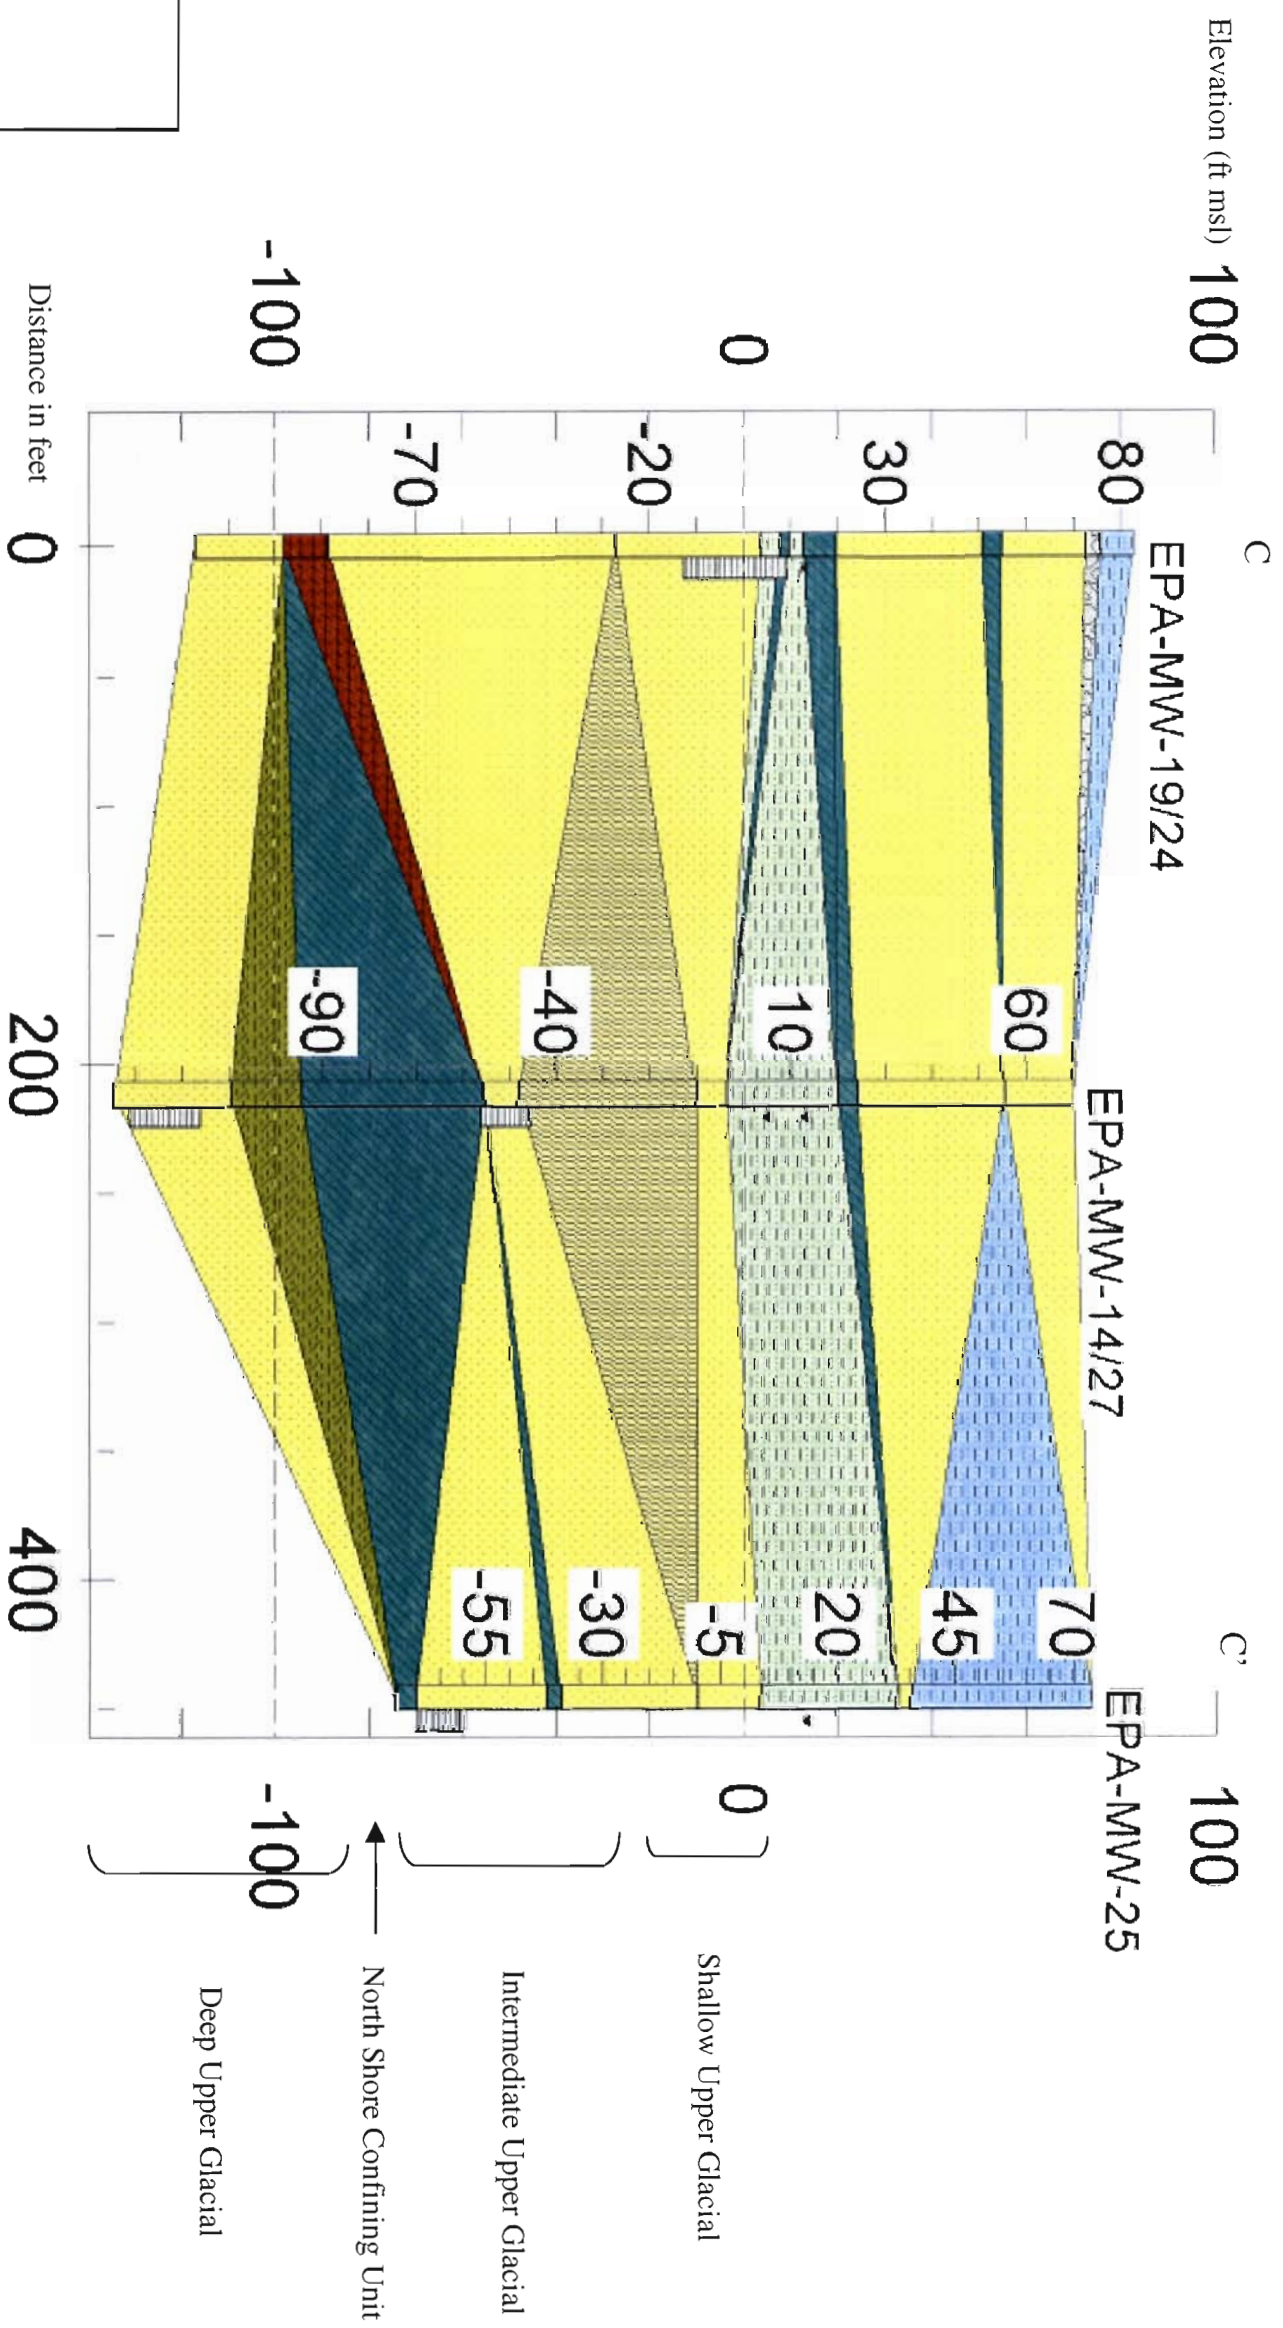 C
C'
Elevation (ft msl)
100
100
EPA-MW-19/24
EPA-MW-14/27
EPA-MW-25
80
60
70
45
30
20
10
0
0
-5
-20
-30
-40
-55
-70
-90
-100
-100
Shallow Upper Glacial
Intermediate Upper Glacial
North Shore Confining Unit
Deep Upper Glacial
Distance in feet
0
200
400